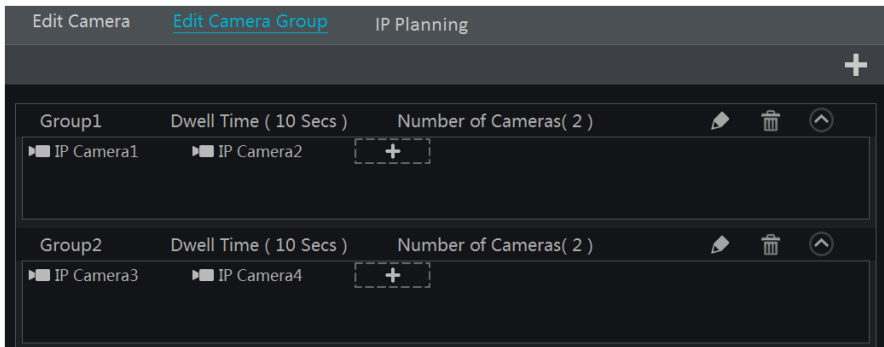 Edit Camera Edit Camera Group IP Planning
Group1 Dwell Time ( 10 Secs ) Number of Cameras( 2 )
IP Camera1 IP Camera2
Group2 Dwell Time ( 10 Secs ) Number of Cameras( 2 )
IP Camera3 IP Camera4